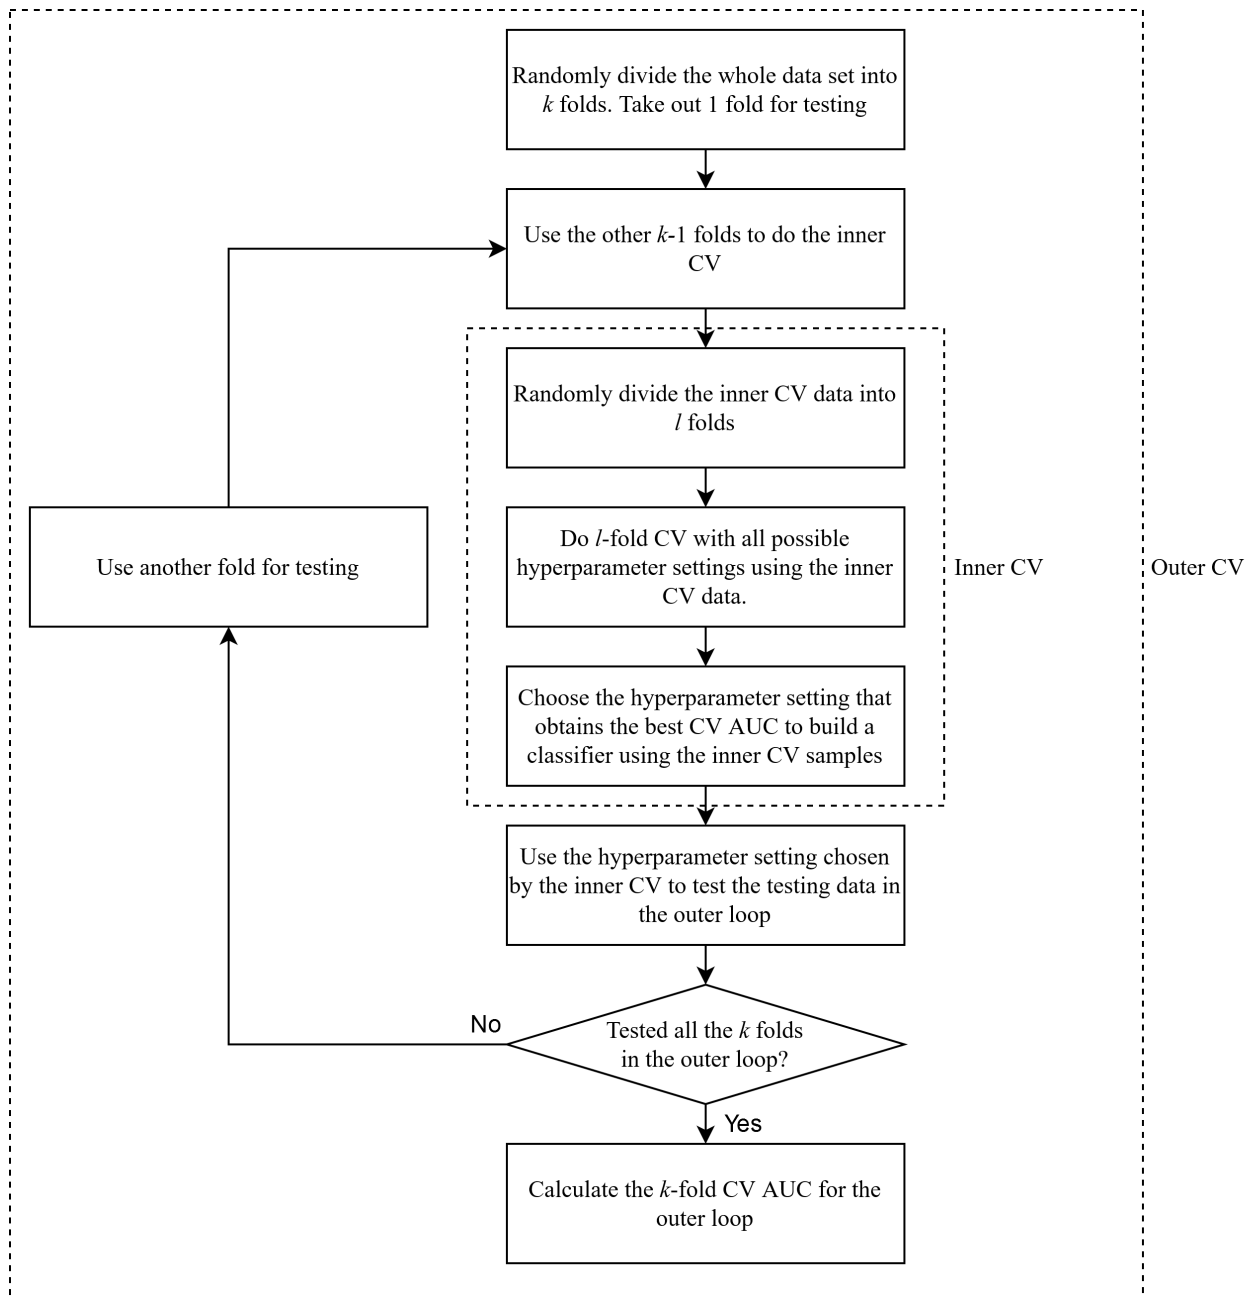 Randomly divide the whole data set into
k folds. Take out 1 fold for testing
Use the other k-1 folds to do the inner
CV
Randomly divide the inner CV data into
l folds
Use another fold for testing
Do l-fold CV with all possible
hyperparameter settings using the inner
CV data.
Inner CV
Outer CV
Choose the hyperparameter setting that
obtains the best CV AUC to build a
classifier using the inner CV samples
Use the hyperparameter setting chosen
by the inner CV to test the testing data in
the outer loop
No
Tested all the k folds
in the outer loop?
Yes
Calculate the k-fold CV AUC for the
outer loop